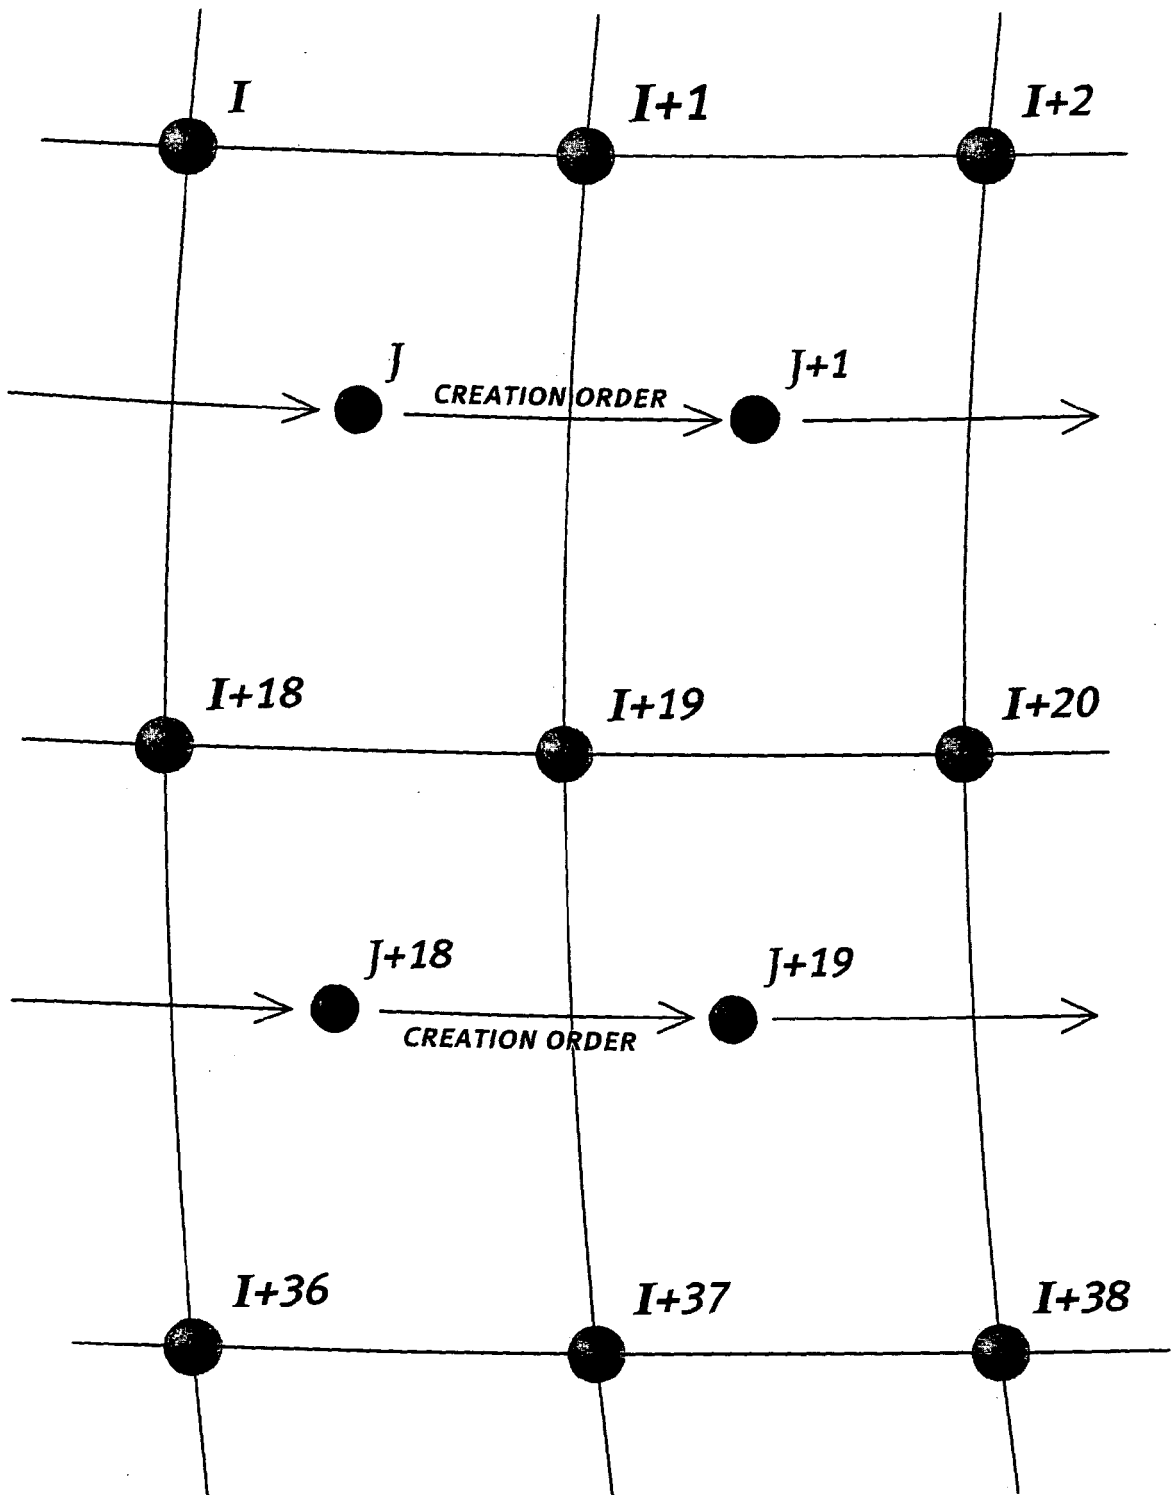 I
I+1
I+2
J
CREATION ORDER
J+1
I+18
I+19
I+20
J+18
CREATION ORDER
J+19
I+36
I+37
I+38